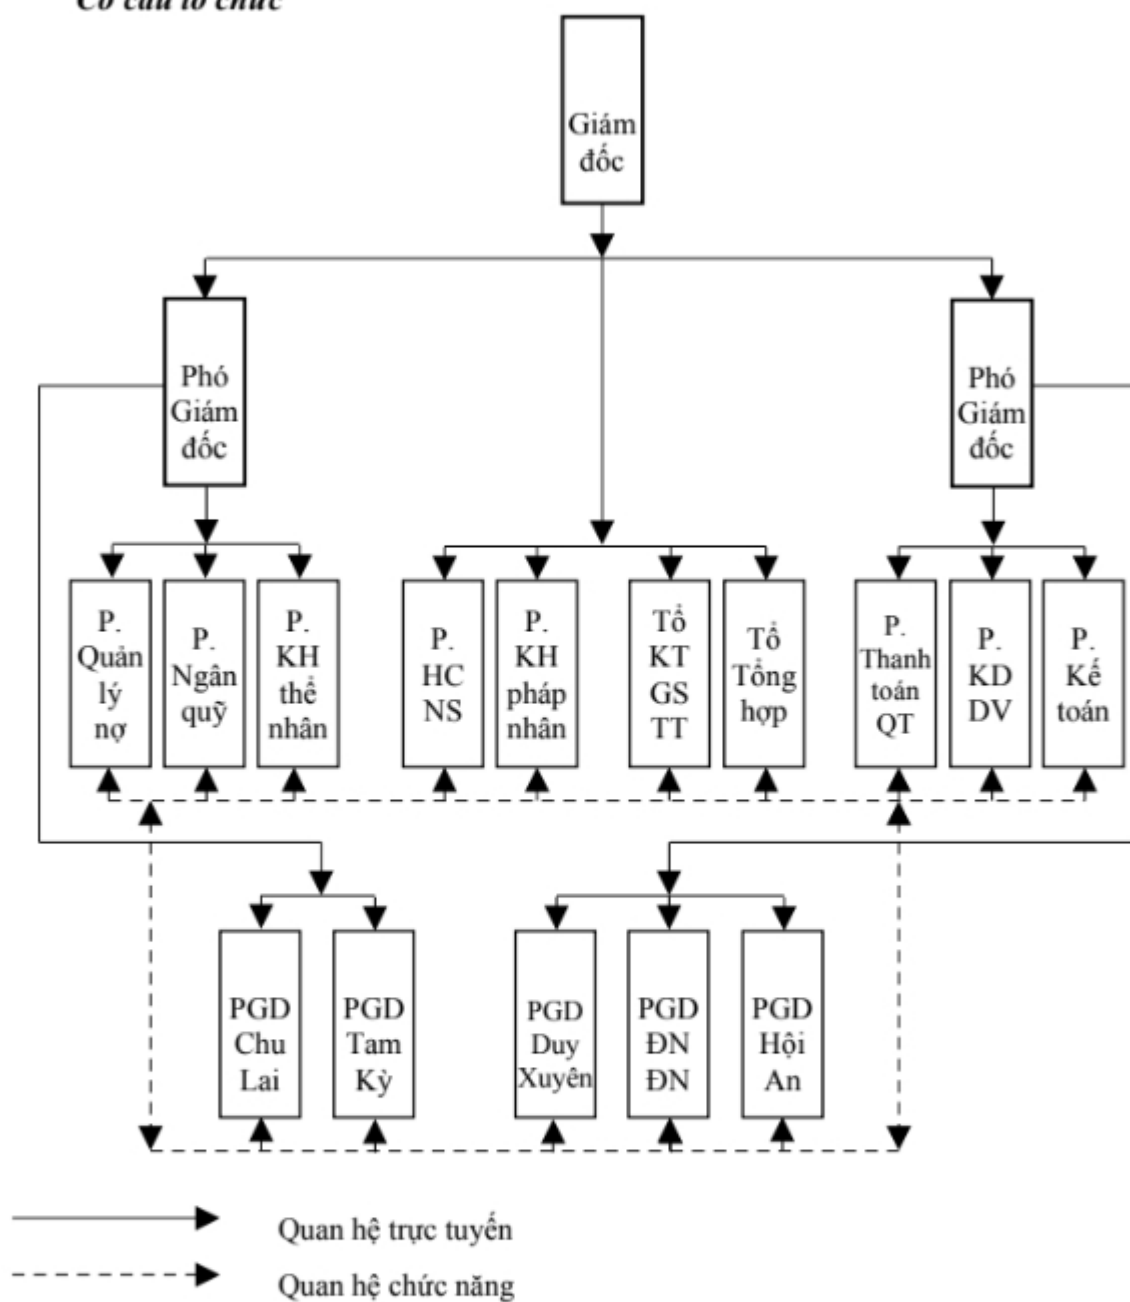 Cơ cấu tổ chức
Giám
đốc
Phó
Giám
đốc
Phó
Giám
đốc
P.
Quản
lý
nợ
P.
Ngân
quỹ
P.
KH
thể
nhân
P.
HC
NS
P.
KH
pháp
nhân
Tổ
KT
GS
TT
Tổ
Tổng
hợp
P.
Thanh
toán
QT
P.
KD
DV
P.
Kế
toán
PGD
Chu
Lai
PGD
Tam
Kỳ
PGD
Duy
Xuyên
PGD
ĐN
ĐN
PGD
Hội
An
Quan hệ trực tuyến
Quan hệ chức năng